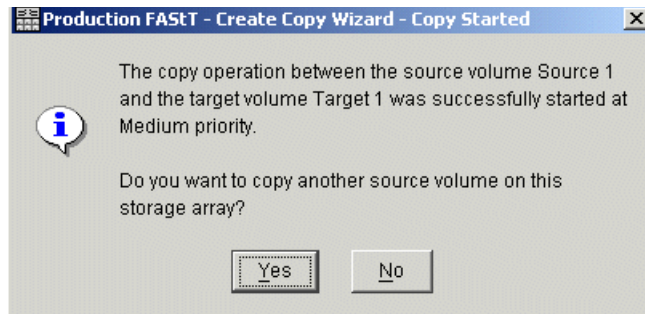 Production FAStT - Create Copy Wizard - Copy Started
The copy operation between the source volume Source 1
and the target volume Target 1 was successfully started at
Medium priority.
Do you want to copy another source volume on this
storage array?
Yes No